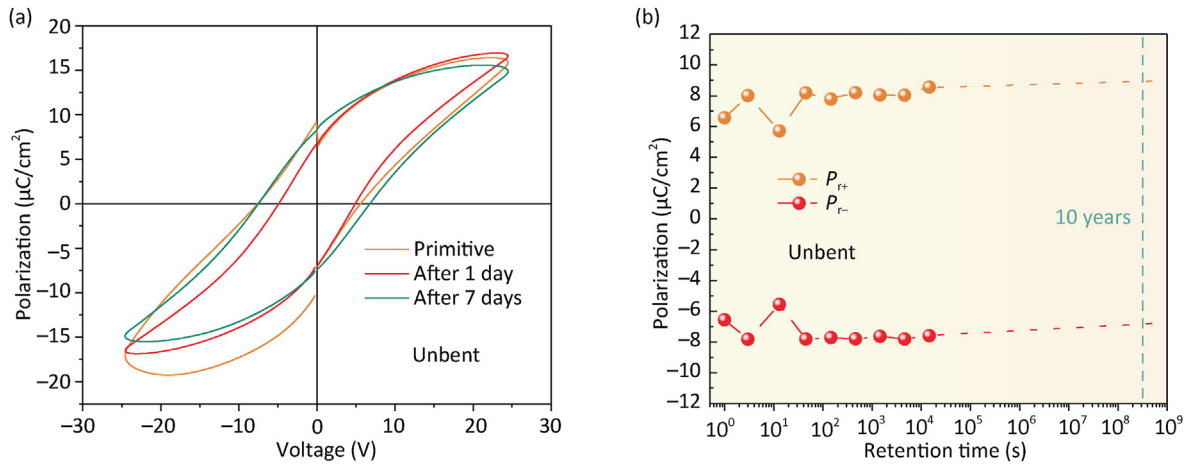 (a)
20
15
10
5
0
−5
−10
−15
−20
Polarization (μC/cm²)
−30
−20
−10
0
10
20
30
Voltage (V)
Primitive
After 1 day
After 7 days
Unbent
(b)
12
10
8
6
4
2
0
−2
−4
−6
−8
−10
−12
Polarization (μC/cm²)
Pr+
Pr−
Unbent
10 years
10⁰
10¹
10²
10³
10⁴
10⁵
10⁶
10⁷
10⁸
10⁹
Retention time (s)